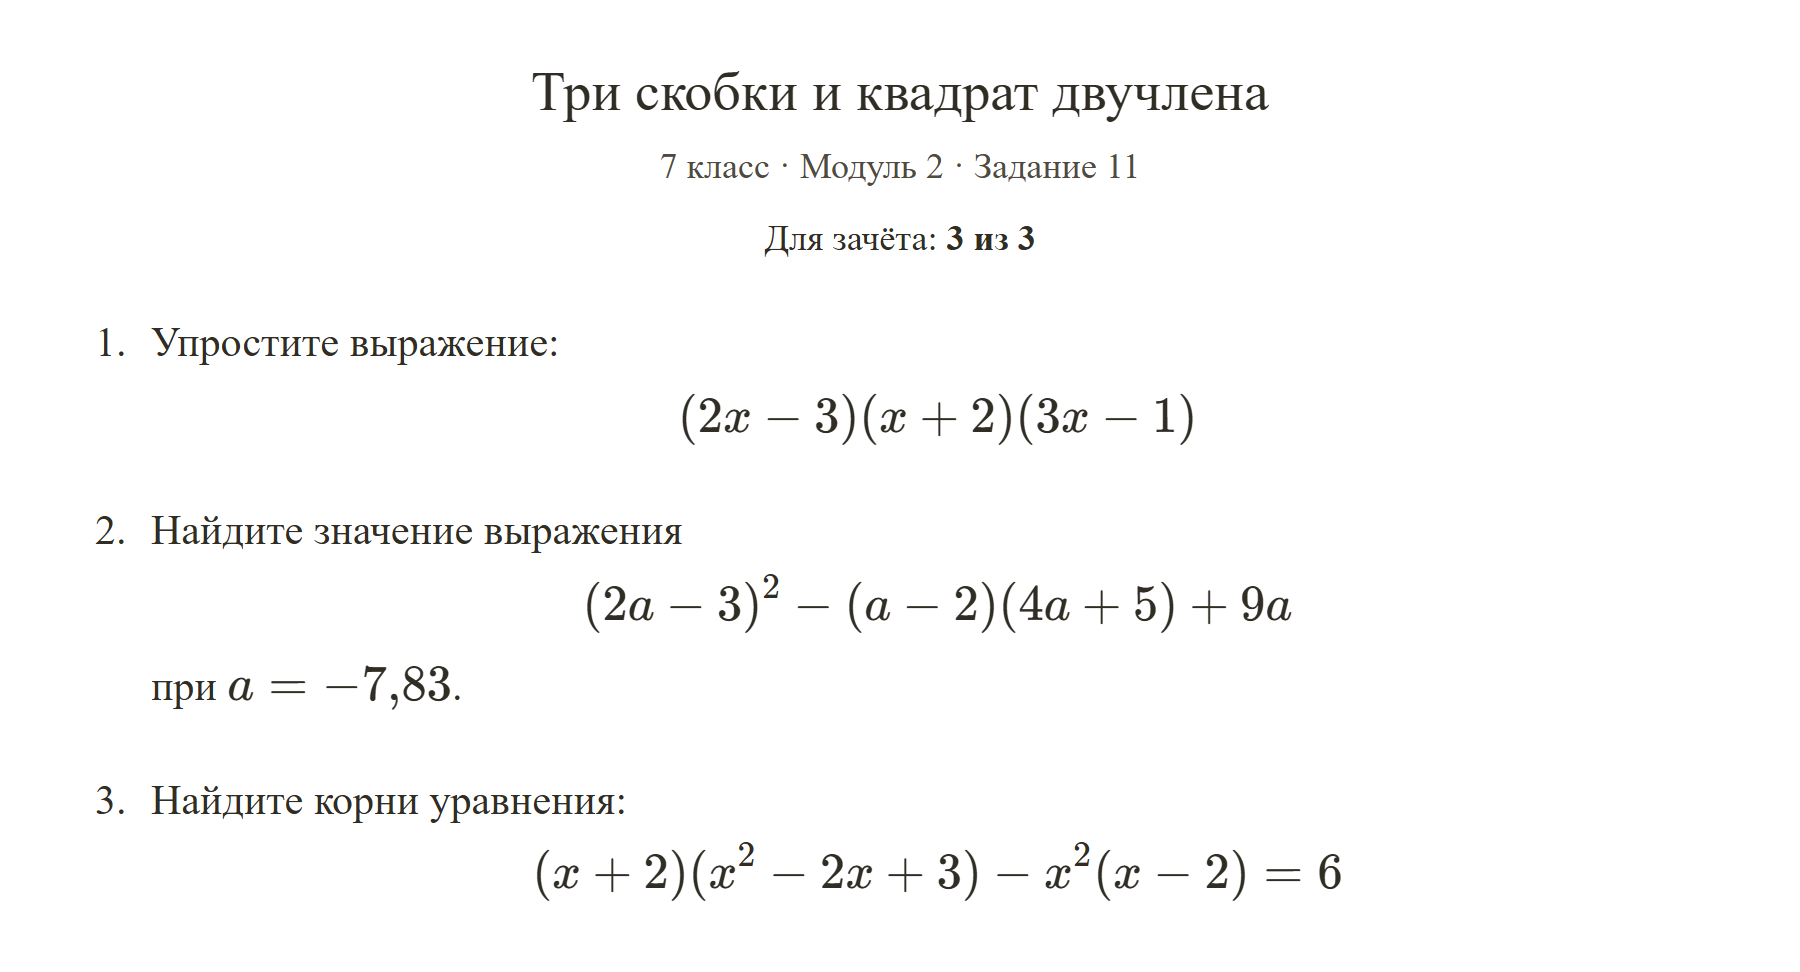 Три скобки и квадрат двучлена
7 класс · Модуль 2 · Задание 11
Для зачёта: 3 из 3
1. Упростите выражение:
(2x − 3)(x + 2)(3x − 1)
2. Найдите значение выражения
(2a − 3)² − (a − 2)(4a + 5) + 9a
при a = −7,83.
3. Найдите корни уравнения:
(x + 2)(x² − 2x + 3) − x²(x − 2) = 6